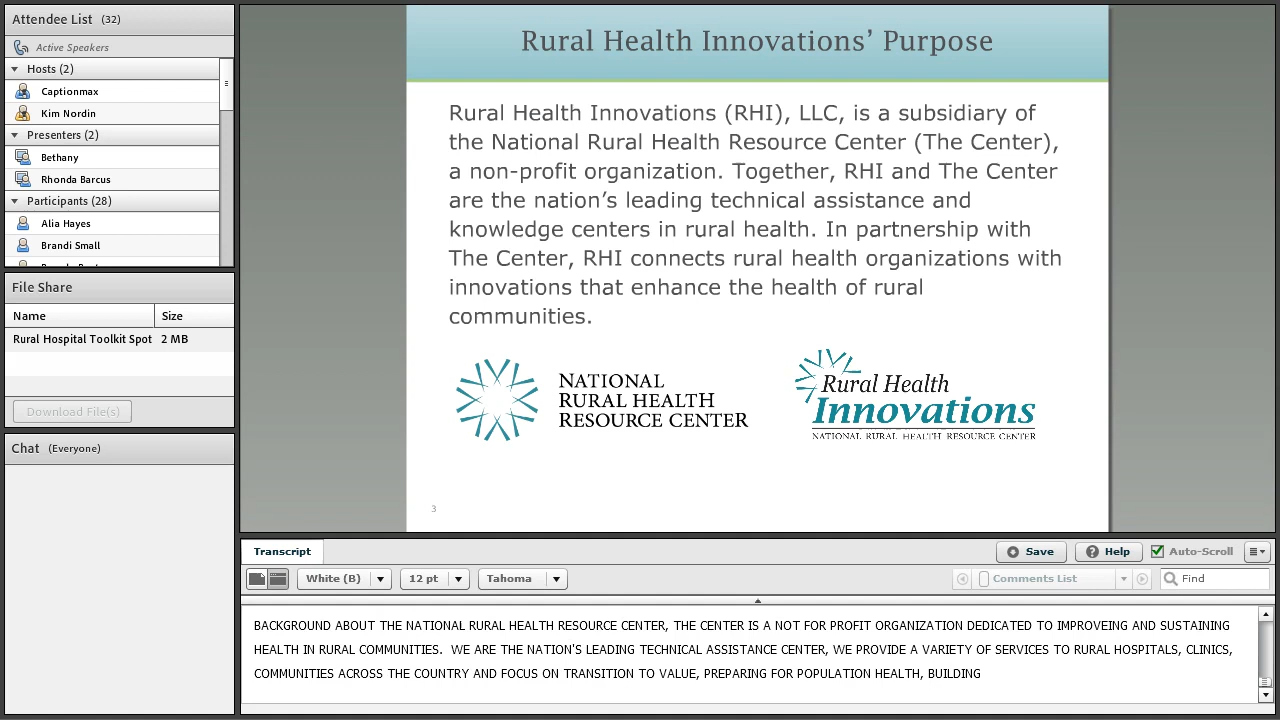 Attendee List (32)
Active Speakers
Hosts (2)
Captionmax
Kim Nordin
Presenters (2)
Bethany
Rhonda Barcus
Participants (28)
Alia Hayes
Brandi Small
File Share
Name Size
Rural Hospital Toolkit Spot 2 MB
Download File(s)
Chat (Everyone)
Rural Health Innovations’ Purpose
Rural Health Innovations (RHI), LLC, is a subsidiary of
the National Rural Health Resource Center (The Center),
a non-profit organization. Together, RHI and The Center
are the nation’s leading technical assistance and
knowledge centers in rural health. In partnership with
The Center, RHI connects rural health organizations with
innovations that enhance the health of rural
communities.
NATIONAL
RURAL HEALTH
RESOURCE CENTER
Rural Health
Innovations
NATIONAL RURAL HEALTH RESOURCE CENTER
3
Transcript
Save
Help
Auto-Scroll
White (B)
12 pt
Tahoma
Comments List
Find
BACKGROUND ABOUT THE NATIONAL RURAL HEALTH RESOURCE CENTER, THE CENTER IS A NOT FOR PROFIT ORGANIZATION DEDICATED TO IMPROVEING AND SUSTAINING
HEALTH IN RURAL COMMUNITIES.  WE ARE THE NATION'S LEADING TECHNICAL ASSISTANCE CENTER, WE PROVIDE A VARIETY OF SERVICES TO RURAL HOSPITALS, CLINICS,
COMMUNITIES ACROSS THE COUNTRY AND FOCUS ON TRANSITION TO VALUE, PREPARING FOR POPULATION HEALTH, BUILDING